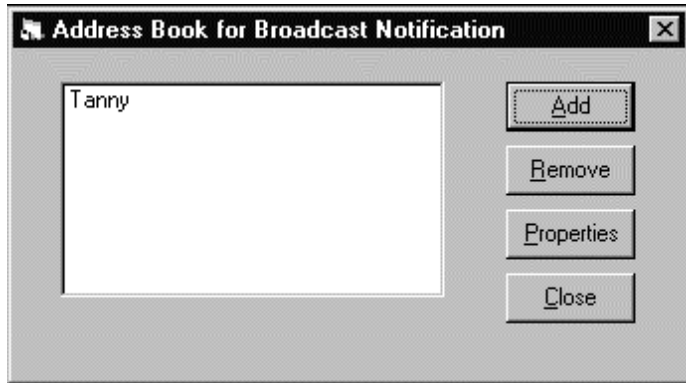 Address Book for Broadcast Notification
Tanny
Add
Remove
Properties
Close